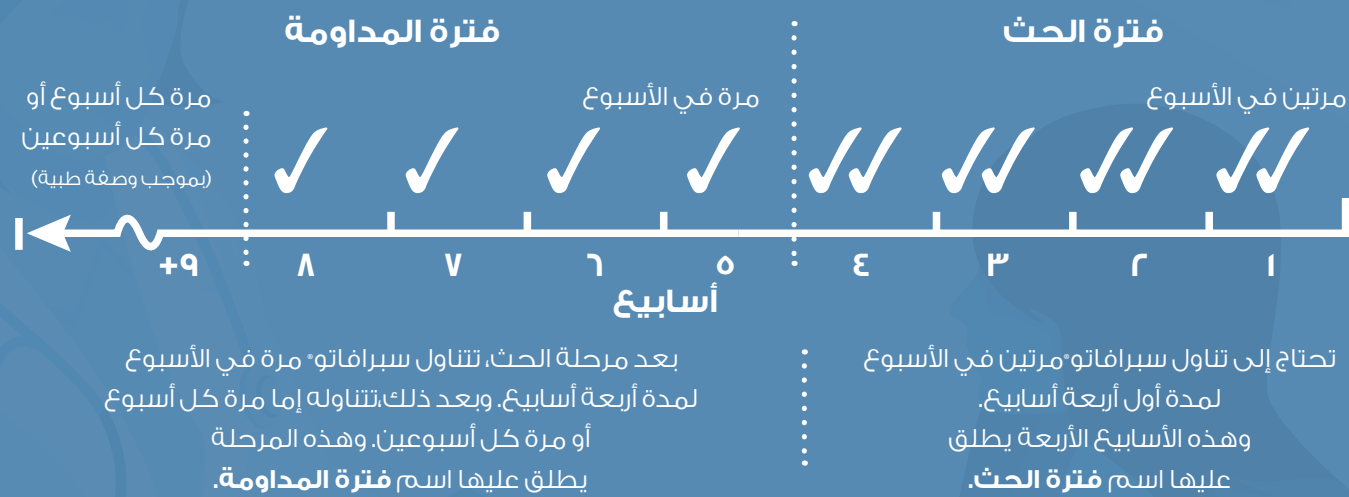 فترة الحث
مرتين في الأسبوع
فترة المداومة
مرة في الأسبوع
مرة كل أسبوع أو
مرة كل أسبوعين
(بموجب وصفة طبية)
١ ٢ ٣ ٤ ٥ ٦ ٧ ٨ ٩+
أسابيع
تحتاج إلى تناول سبرافاتو® مرتين في الأسبوع
لمدة أول أربعة أسابيع.
وهذه الأسابيع الأربعة يطلق
عليها اسم فترة الحث.
بعد مرحلة الحث، تتناول سبرافاتو® مرة في الأسبوع
لمدة أربعة أسابيع. وبعد ذلك،تتناوله إما مرة كل أسبوع
أو مرة كل أسبوعين. وهذه المرحلة
يطلق عليها اسم فترة المداومة.